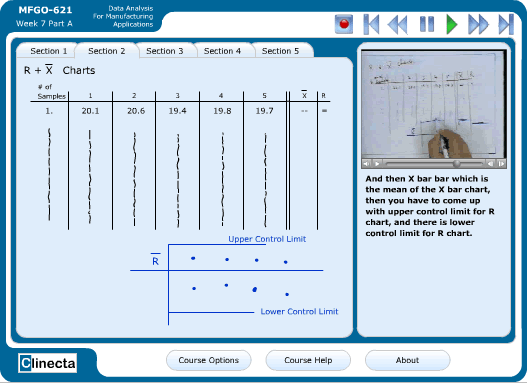 MFGO-621
Week 7 Part A
Data Analysis
For Manufacturing
Applications
Section 1
Section 2
Section 3
Section 4
Section 5
R + X̅ Charts
# of
Samples 1 2 3 4 5 X̅ R
1. 20.1 20.6 19.4 19.8 19.7 -- =
Upper Control Limit
R̅
Lower Control Limit
And then X bar bar which is
the mean of the X bar chart,
then you have to come up
with upper control limit for R
chart, and there is lower
control limit for R chart.
Clinecta
Course Options
Course Help
About